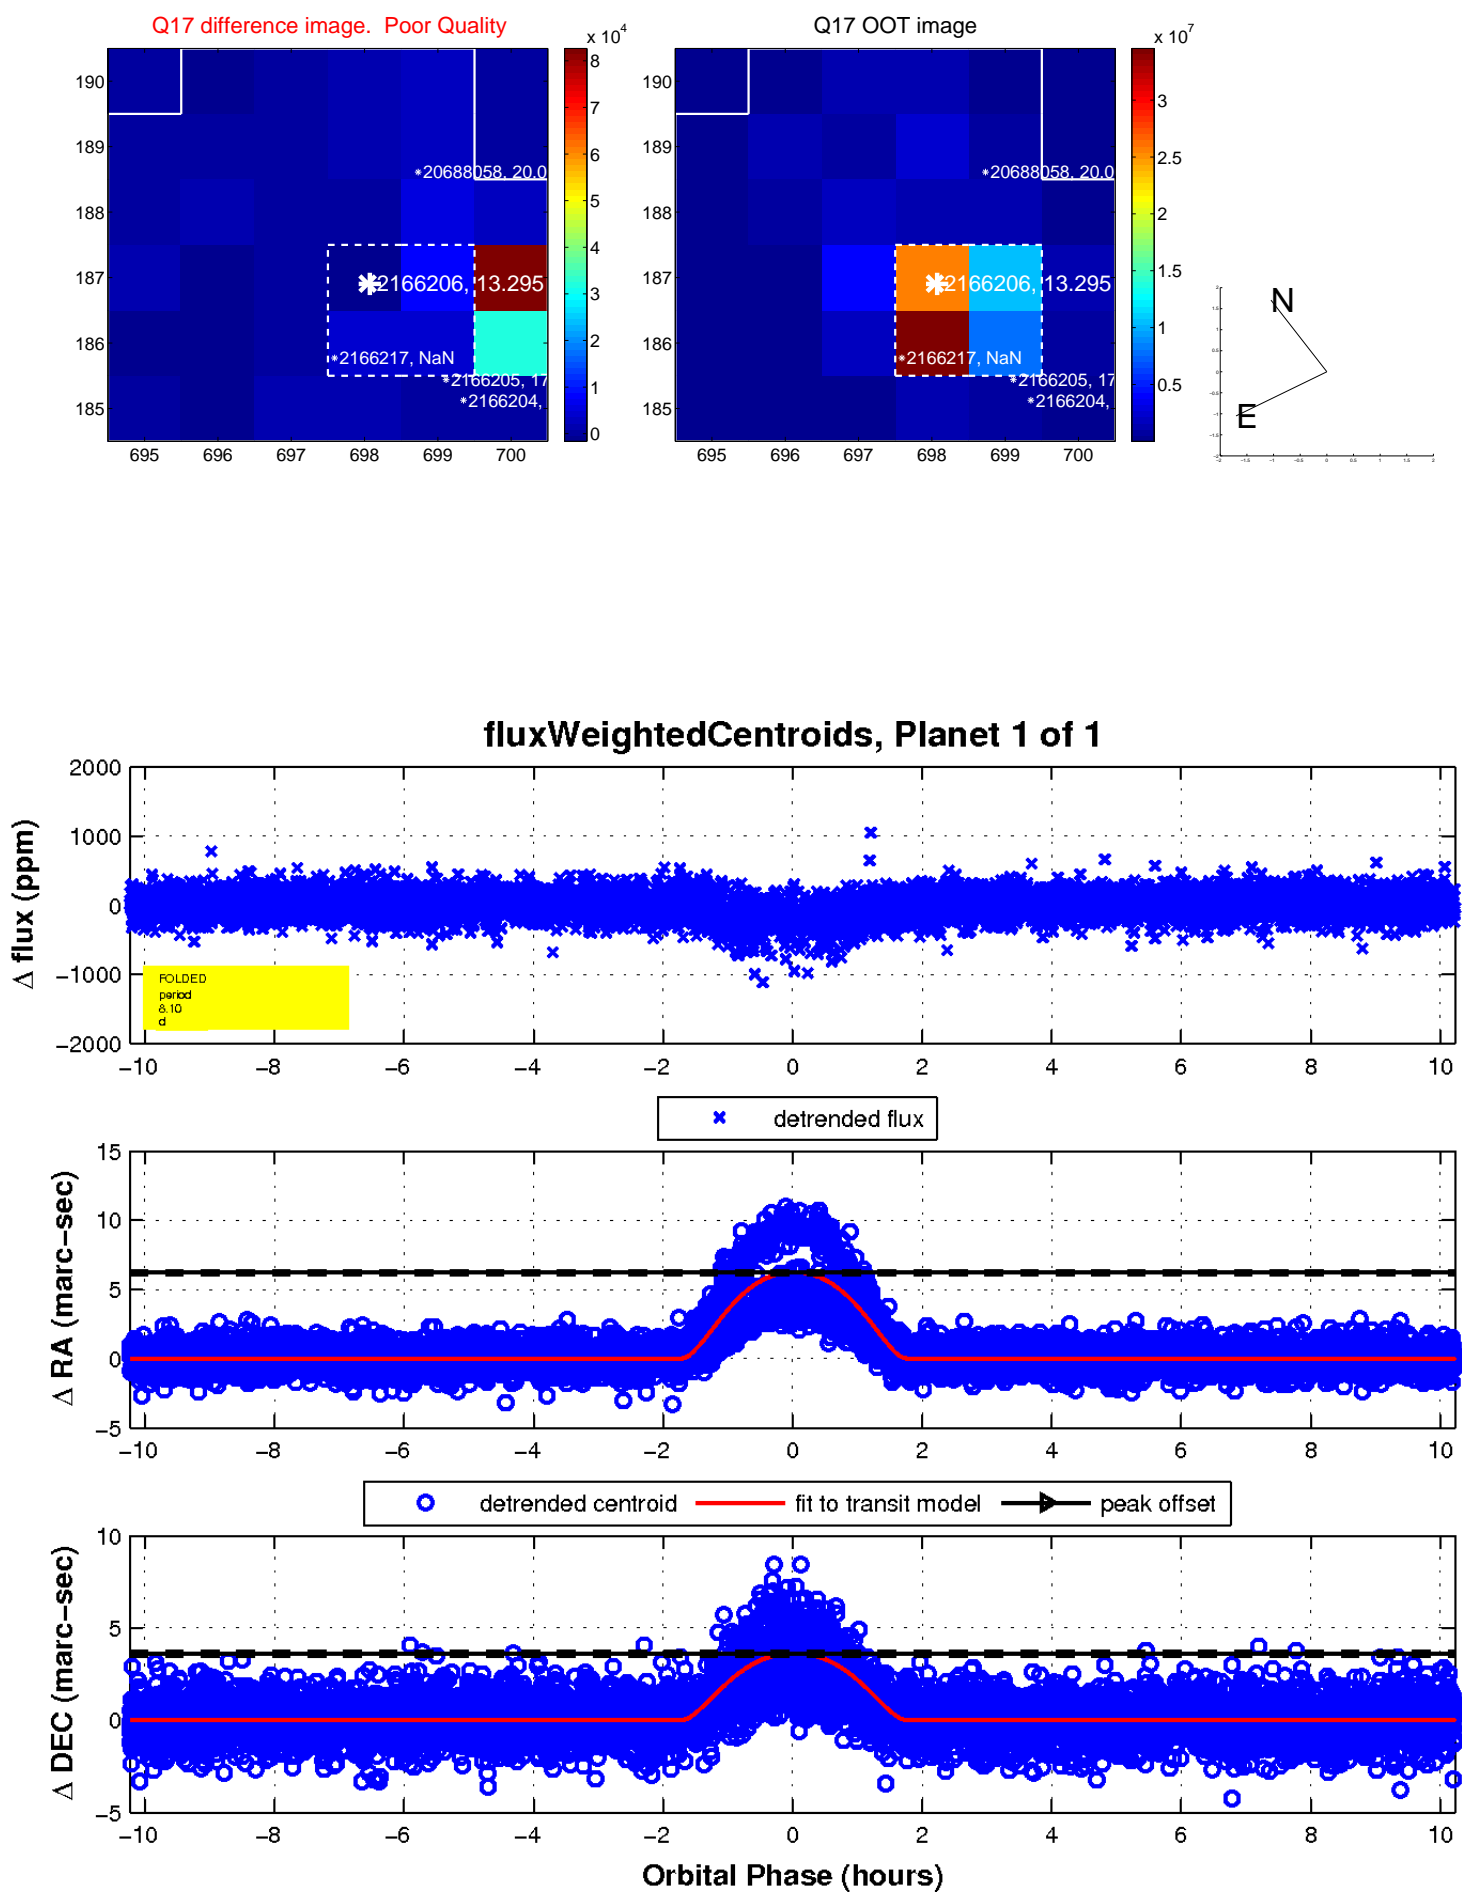 Q17 difference image. Poor Quality
Q17 OOT image
x 10^4
x 10^7
190
189
188
187
186
185
695 696 697 698 699 700
8
7
6
5
4
3
2
1
0
*20688058, 20.0
*2166206, 13.295
*2166217, NaN
*2166205, 17
*2166204,
190
189
188
187
186
185
695 696 697 698 699 700
3
2.5
2
1.5
1
0.5
*20688058, 20.0
*2166206, 13.295
*2166217, NaN
*2166205, 17
*2166204,
N
E
fluxWeightedCentroids, Planet 1 of 1
Δ flux (ppm)
2000
1000
0
−1000
−2000
FOLDED
period
8.10
d
−10 −8 −6 −4 −2 0 2 4 6 8 10
detrended flux
Δ RA (marc−sec)
15
10
5
0
−5
−10 −8 −6 −4 −2 0 2 4 6 8 10
detrended centroid fit to transit model peak offset
Δ DEC (marc−sec)
10
5
0
−5
−10 −8 −6 −4 −2 0 2 4 6 8 10
Orbital Phase (hours)